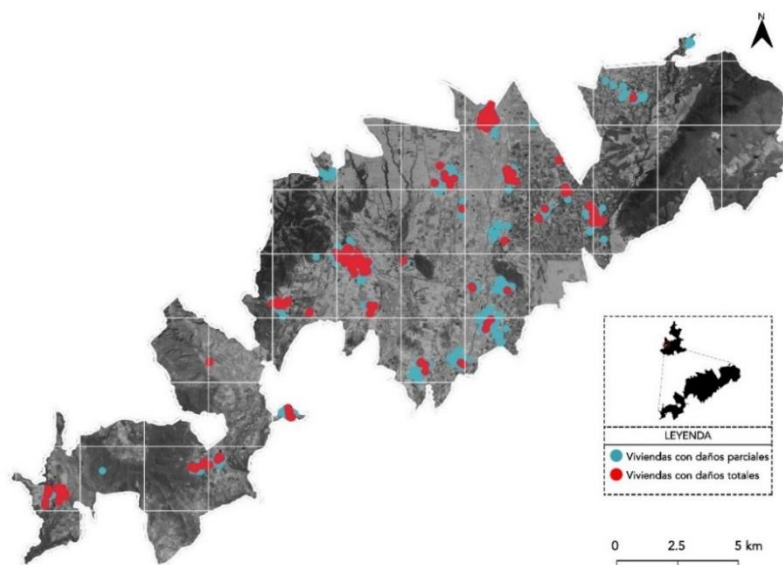 N
LEYENDA
Viviendas con daños parciales
Viviendas con daños totales
0 2.5 5 km